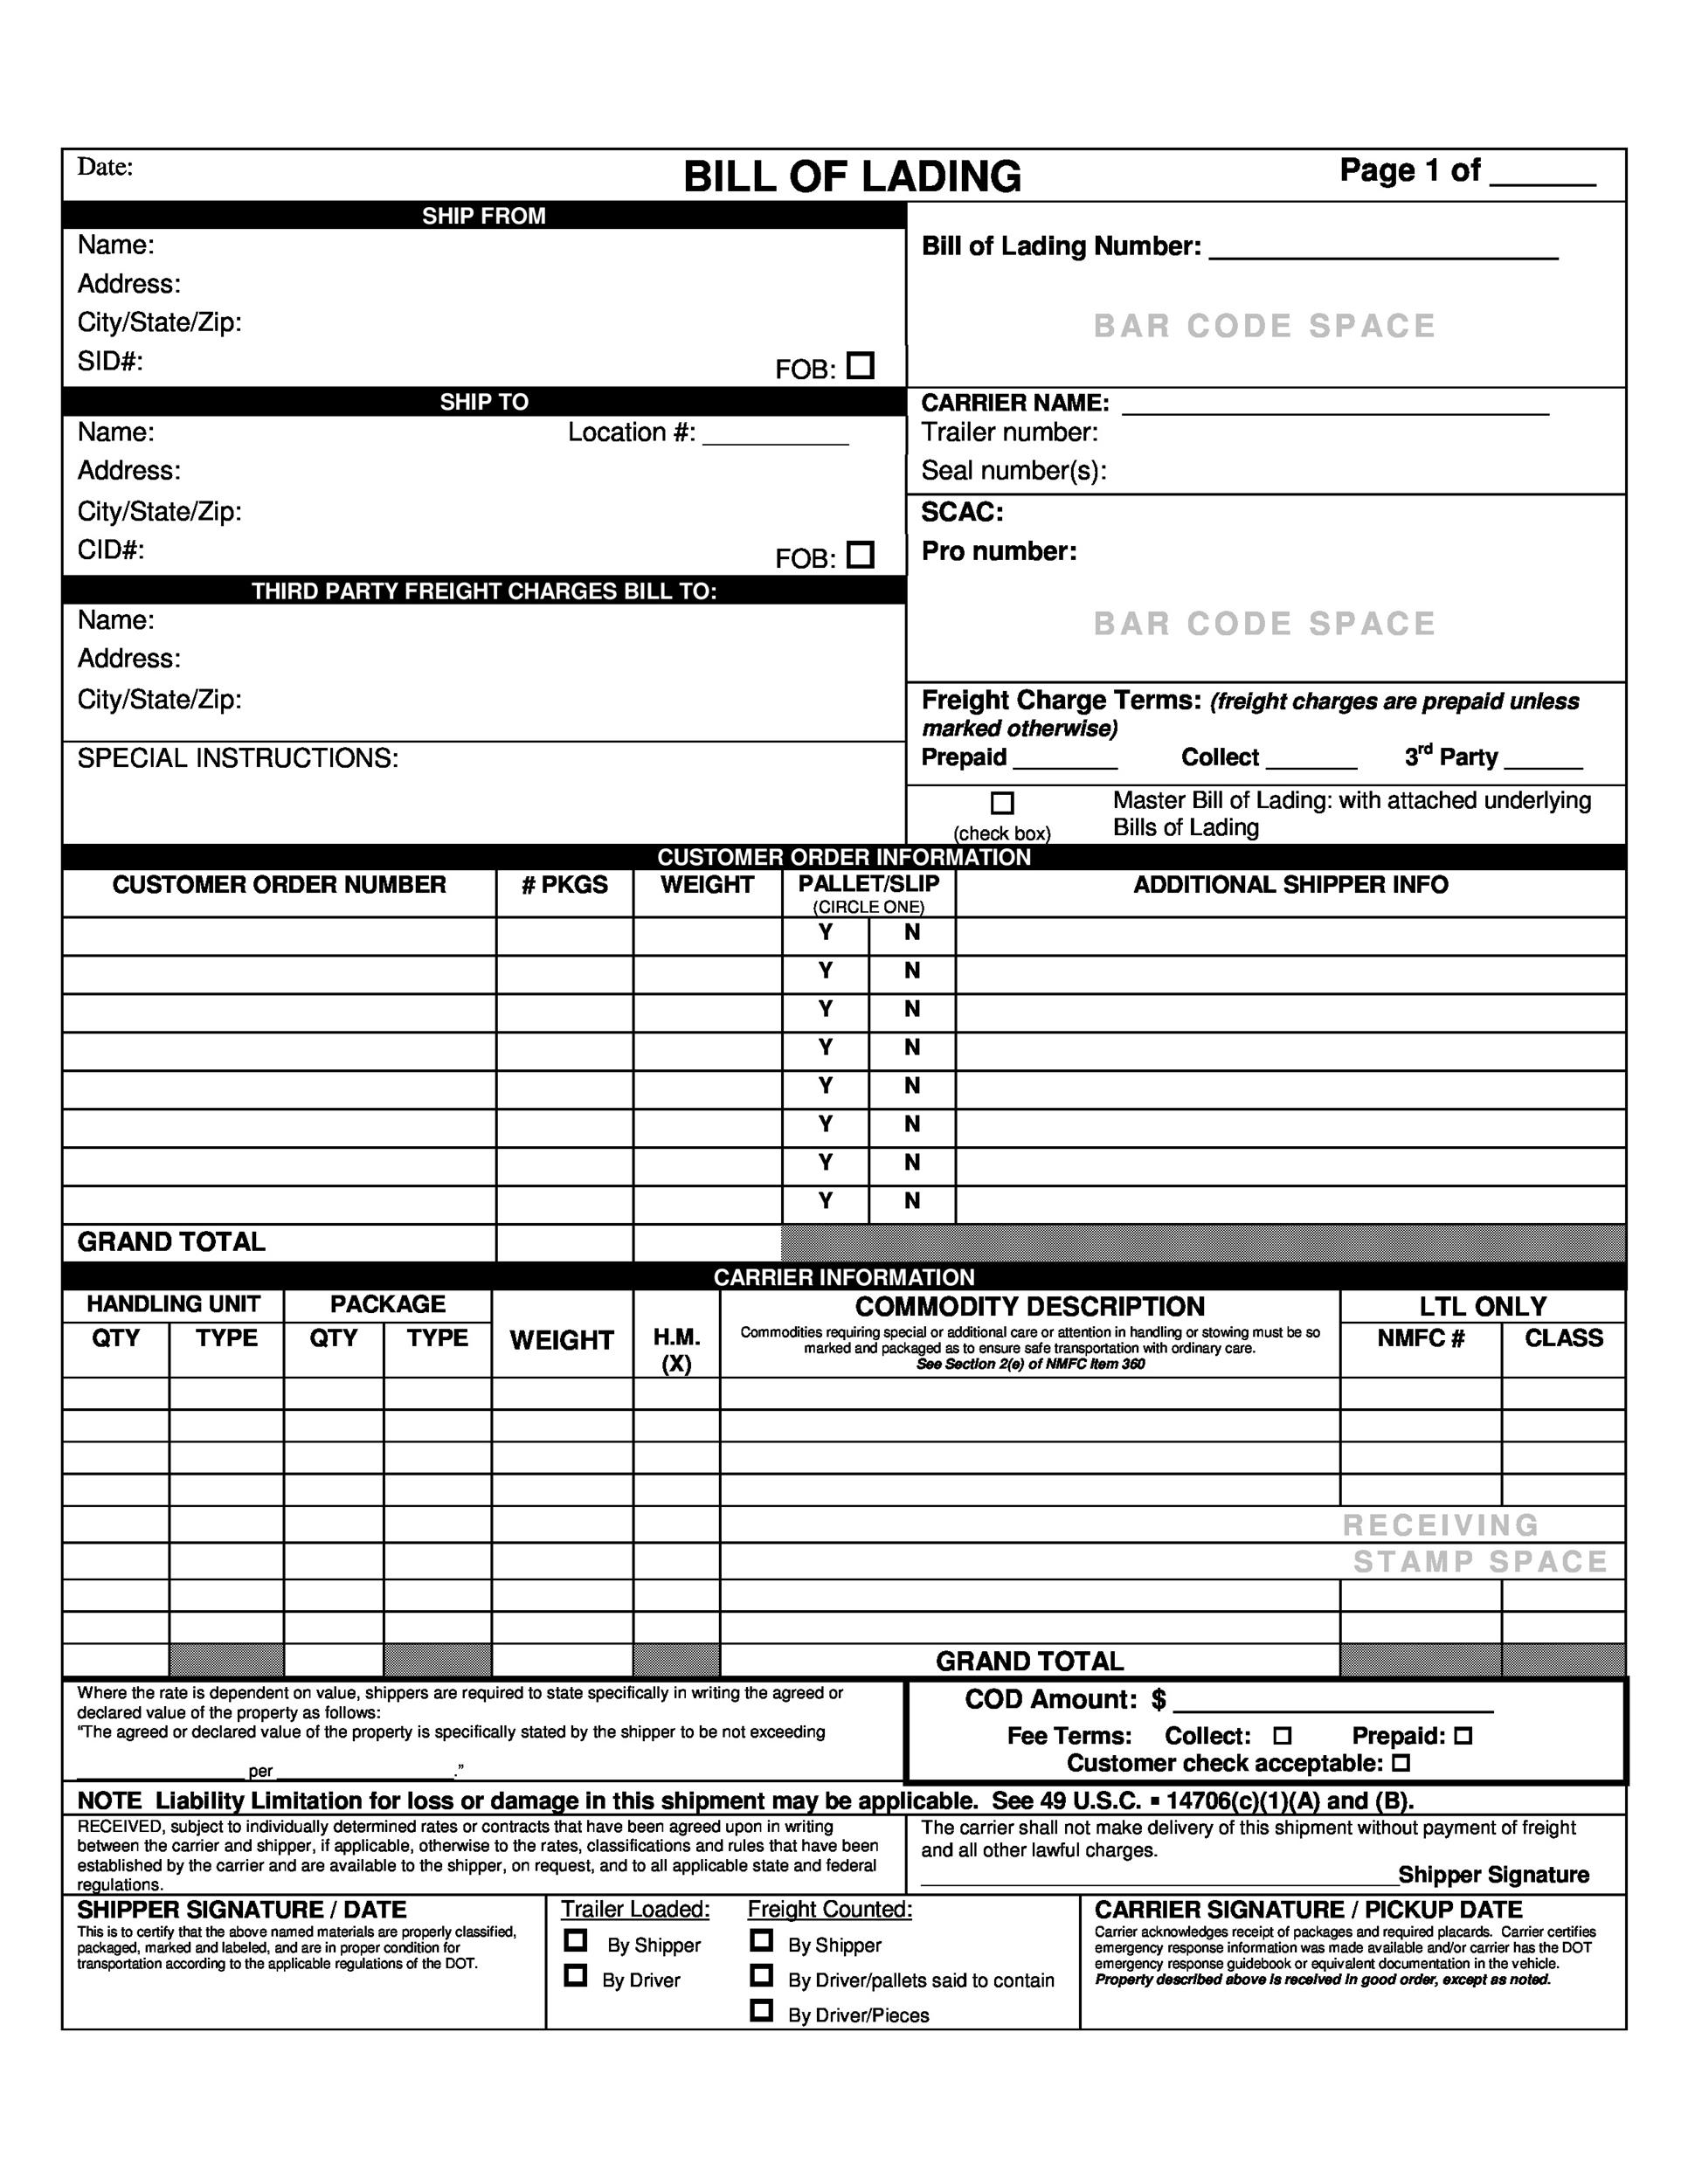 Date:
BILL OF LADING
Page 1 of ______
SHIP FROM
Name:
Address:
City/State/Zip:
SID#:
FOB: ☐
Bill of Lading Number: ______________________
BAR CODE SPACE
SHIP TO
Name:
Location #: __________
Address:
City/State/Zip:
CID#:
FOB: ☐
CARRIER NAME: ______________________________
Trailer number:
Seal number(s):
SCAC:
Pro number:
BAR CODE SPACE
THIRD PARTY FREIGHT CHARGES BILL TO:
Name:
Address:
City/State/Zip:
SPECIAL INSTRUCTIONS:
Freight Charge Terms: (freight charges are prepaid unless
marked otherwise)
Prepaid ________ Collect _______ 3rd Party ______
☐
(check box)
Master Bill of Lading: with attached underlying
Bills of Lading
CUSTOMER ORDER INFORMATION
CUSTOMER ORDER NUMBER # PKGS WEIGHT PALLET/SLIP ADDITIONAL SHIPPER INFO
(CIRCLE ONE)
Y N
Y N
Y N
Y N
Y N
Y N
Y N
Y N
GRAND TOTAL
CARRIER INFORMATION
HANDLING UNIT PACKAGE COMMODITY DESCRIPTION LTL ONLY
QTY TYPE QTY TYPE WEIGHT H.M.
(X)
Commodities requiring special or additional care or attention in handling or stowing must be so
marked and packaged as to ensure safe transportation with ordinary care.
See Section 2(e) of NMFC Item 360
NMFC # CLASS
RECEIVING
STAMP SPACE
GRAND TOTAL
Where the rate is dependent on value, shippers are required to state specifically in writing the agreed or
declared value of the property as follows:
“The agreed or declared value of the property is specifically stated by the shipper to be not exceeding
__________________ per ___________________.”
COD Amount: $ ____________________
Fee Terms: Collect: ☐ Prepaid: ☐
Customer check acceptable: ☐
NOTE Liability Limitation for loss or damage in this shipment may be applicable. See 49 U.S.C. ▪ 14706(c)(1)(A) and (B).
RECEIVED, subject to individually determined rates or contracts that have been agreed upon in writing
between the carrier and shipper, if applicable, otherwise to the rates, classifications and rules that have been
established by the carrier and are available to the shipper, on request, and to all applicable state and federal
regulations.
The carrier shall not make delivery of this shipment without payment of freight
and all other lawful charges.
_______________________________________Shipper Signature
SHIPPER SIGNATURE / DATE
This is to certify that the above named materials are properly classified,
packaged, marked and labeled, and are in proper condition for
transportation according to the applicable regulations of the DOT.
Trailer Loaded:
☐ By Shipper
☐ By Driver
Freight Counted:
☐ By Shipper
☐ By Driver/pallets said to contain
☐ By Driver/Pieces
CARRIER SIGNATURE / PICKUP DATE
Carrier acknowledges receipt of packages and required placards. Carrier certifies
emergency response information was made available and/or carrier has the DOT
emergency response guidebook or equivalent documentation in the vehicle.
Property described above is received in good order, except as noted.